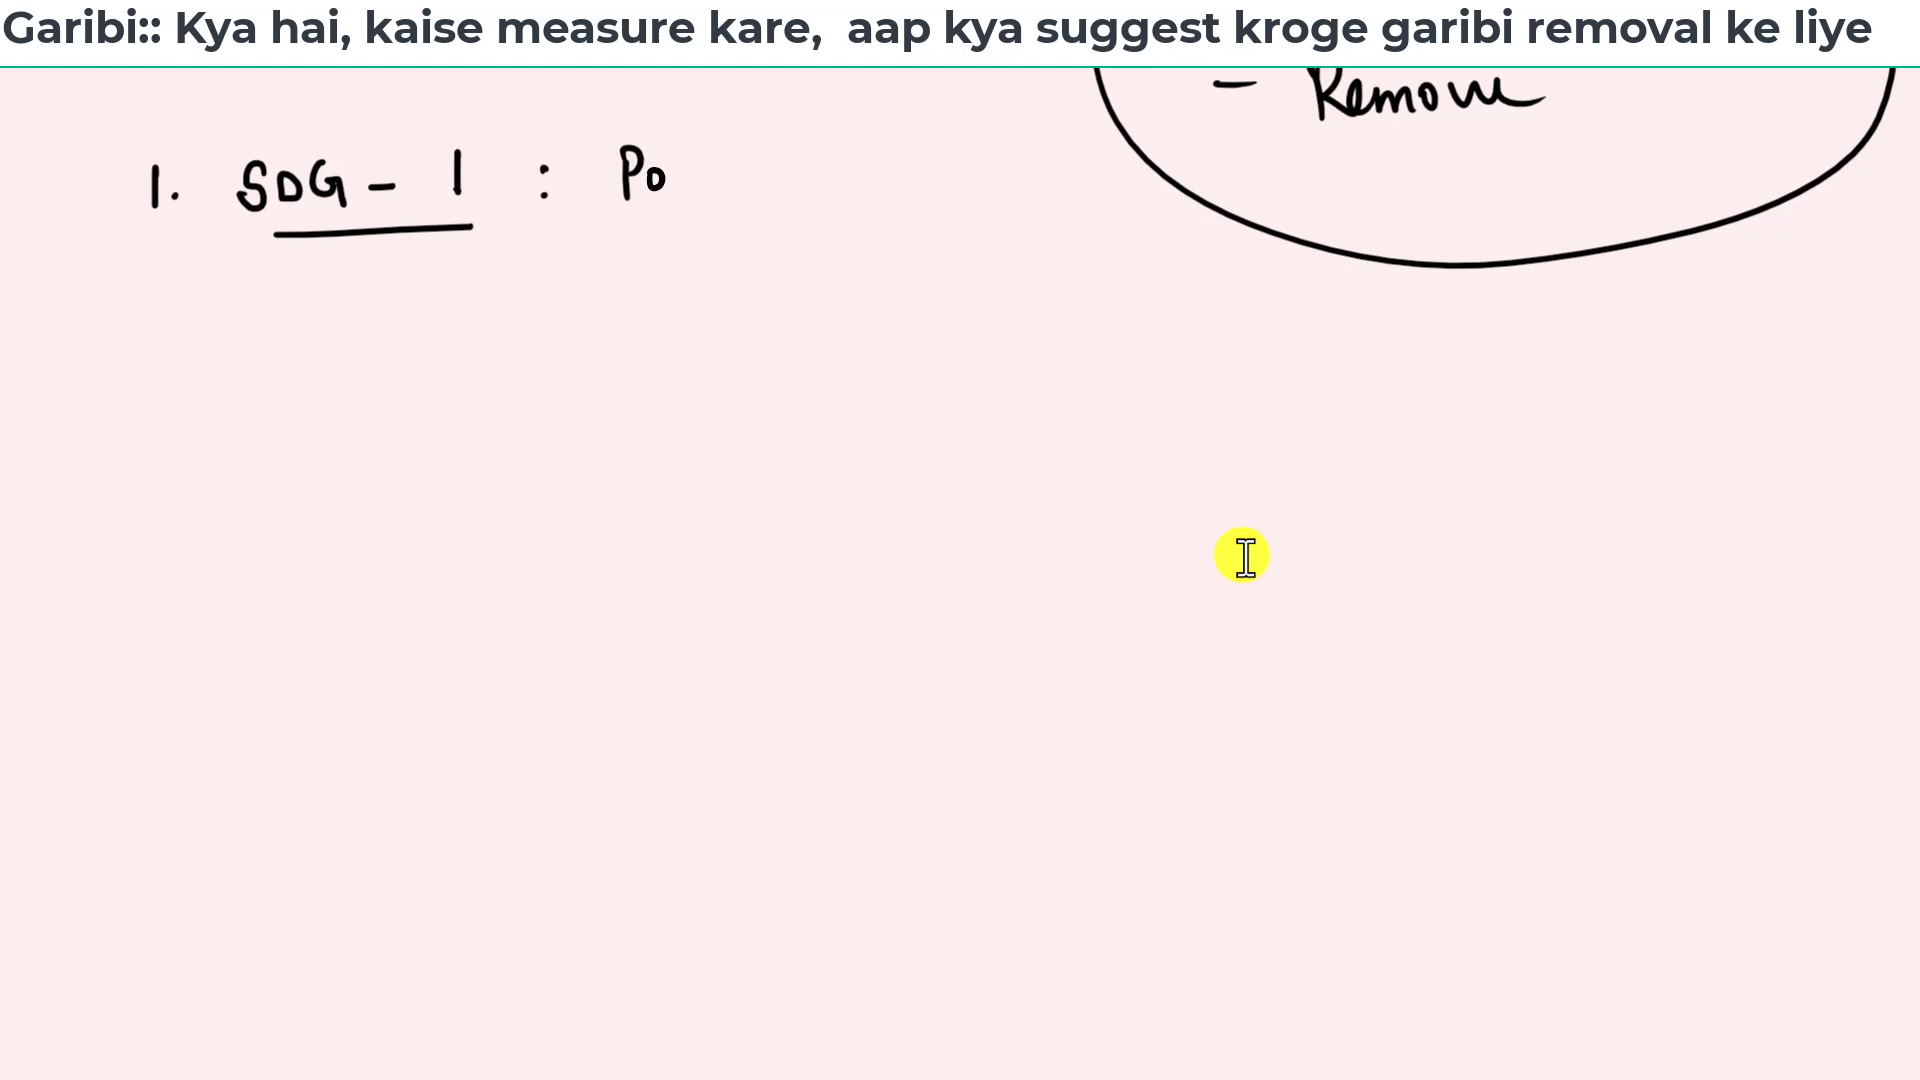 Garibi:: Kya hai, kaise measure kare, aap kya suggest kroge garibi removal ke liye
- Remove
1. SDG - 1 : Po